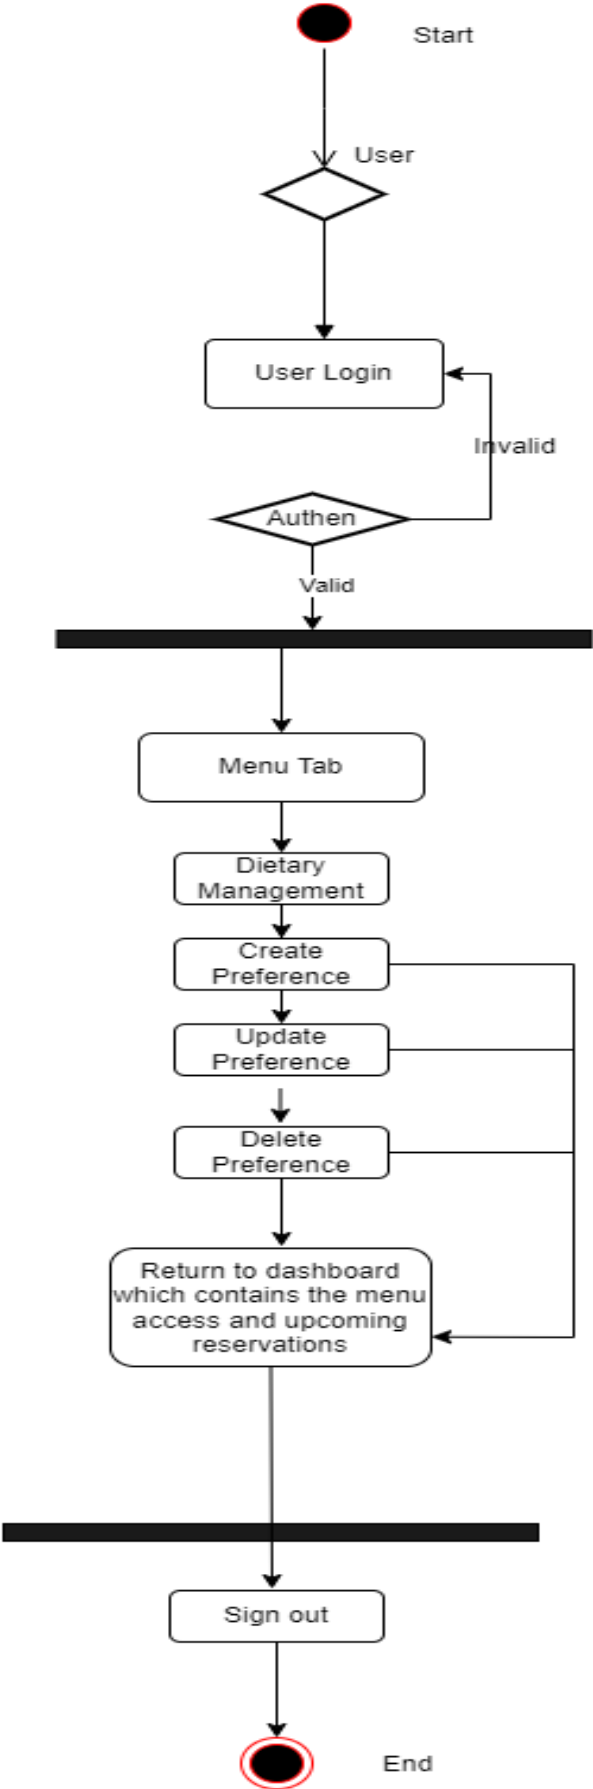 Start
User
User Login
Invalid
Authen
Valid
Menu Tab
Dietary
Management
Create
Preference
Update
Preference
Delete
Preference
Return to dashboard
which contains the menu
access and upcoming
reservations
Sign out
End